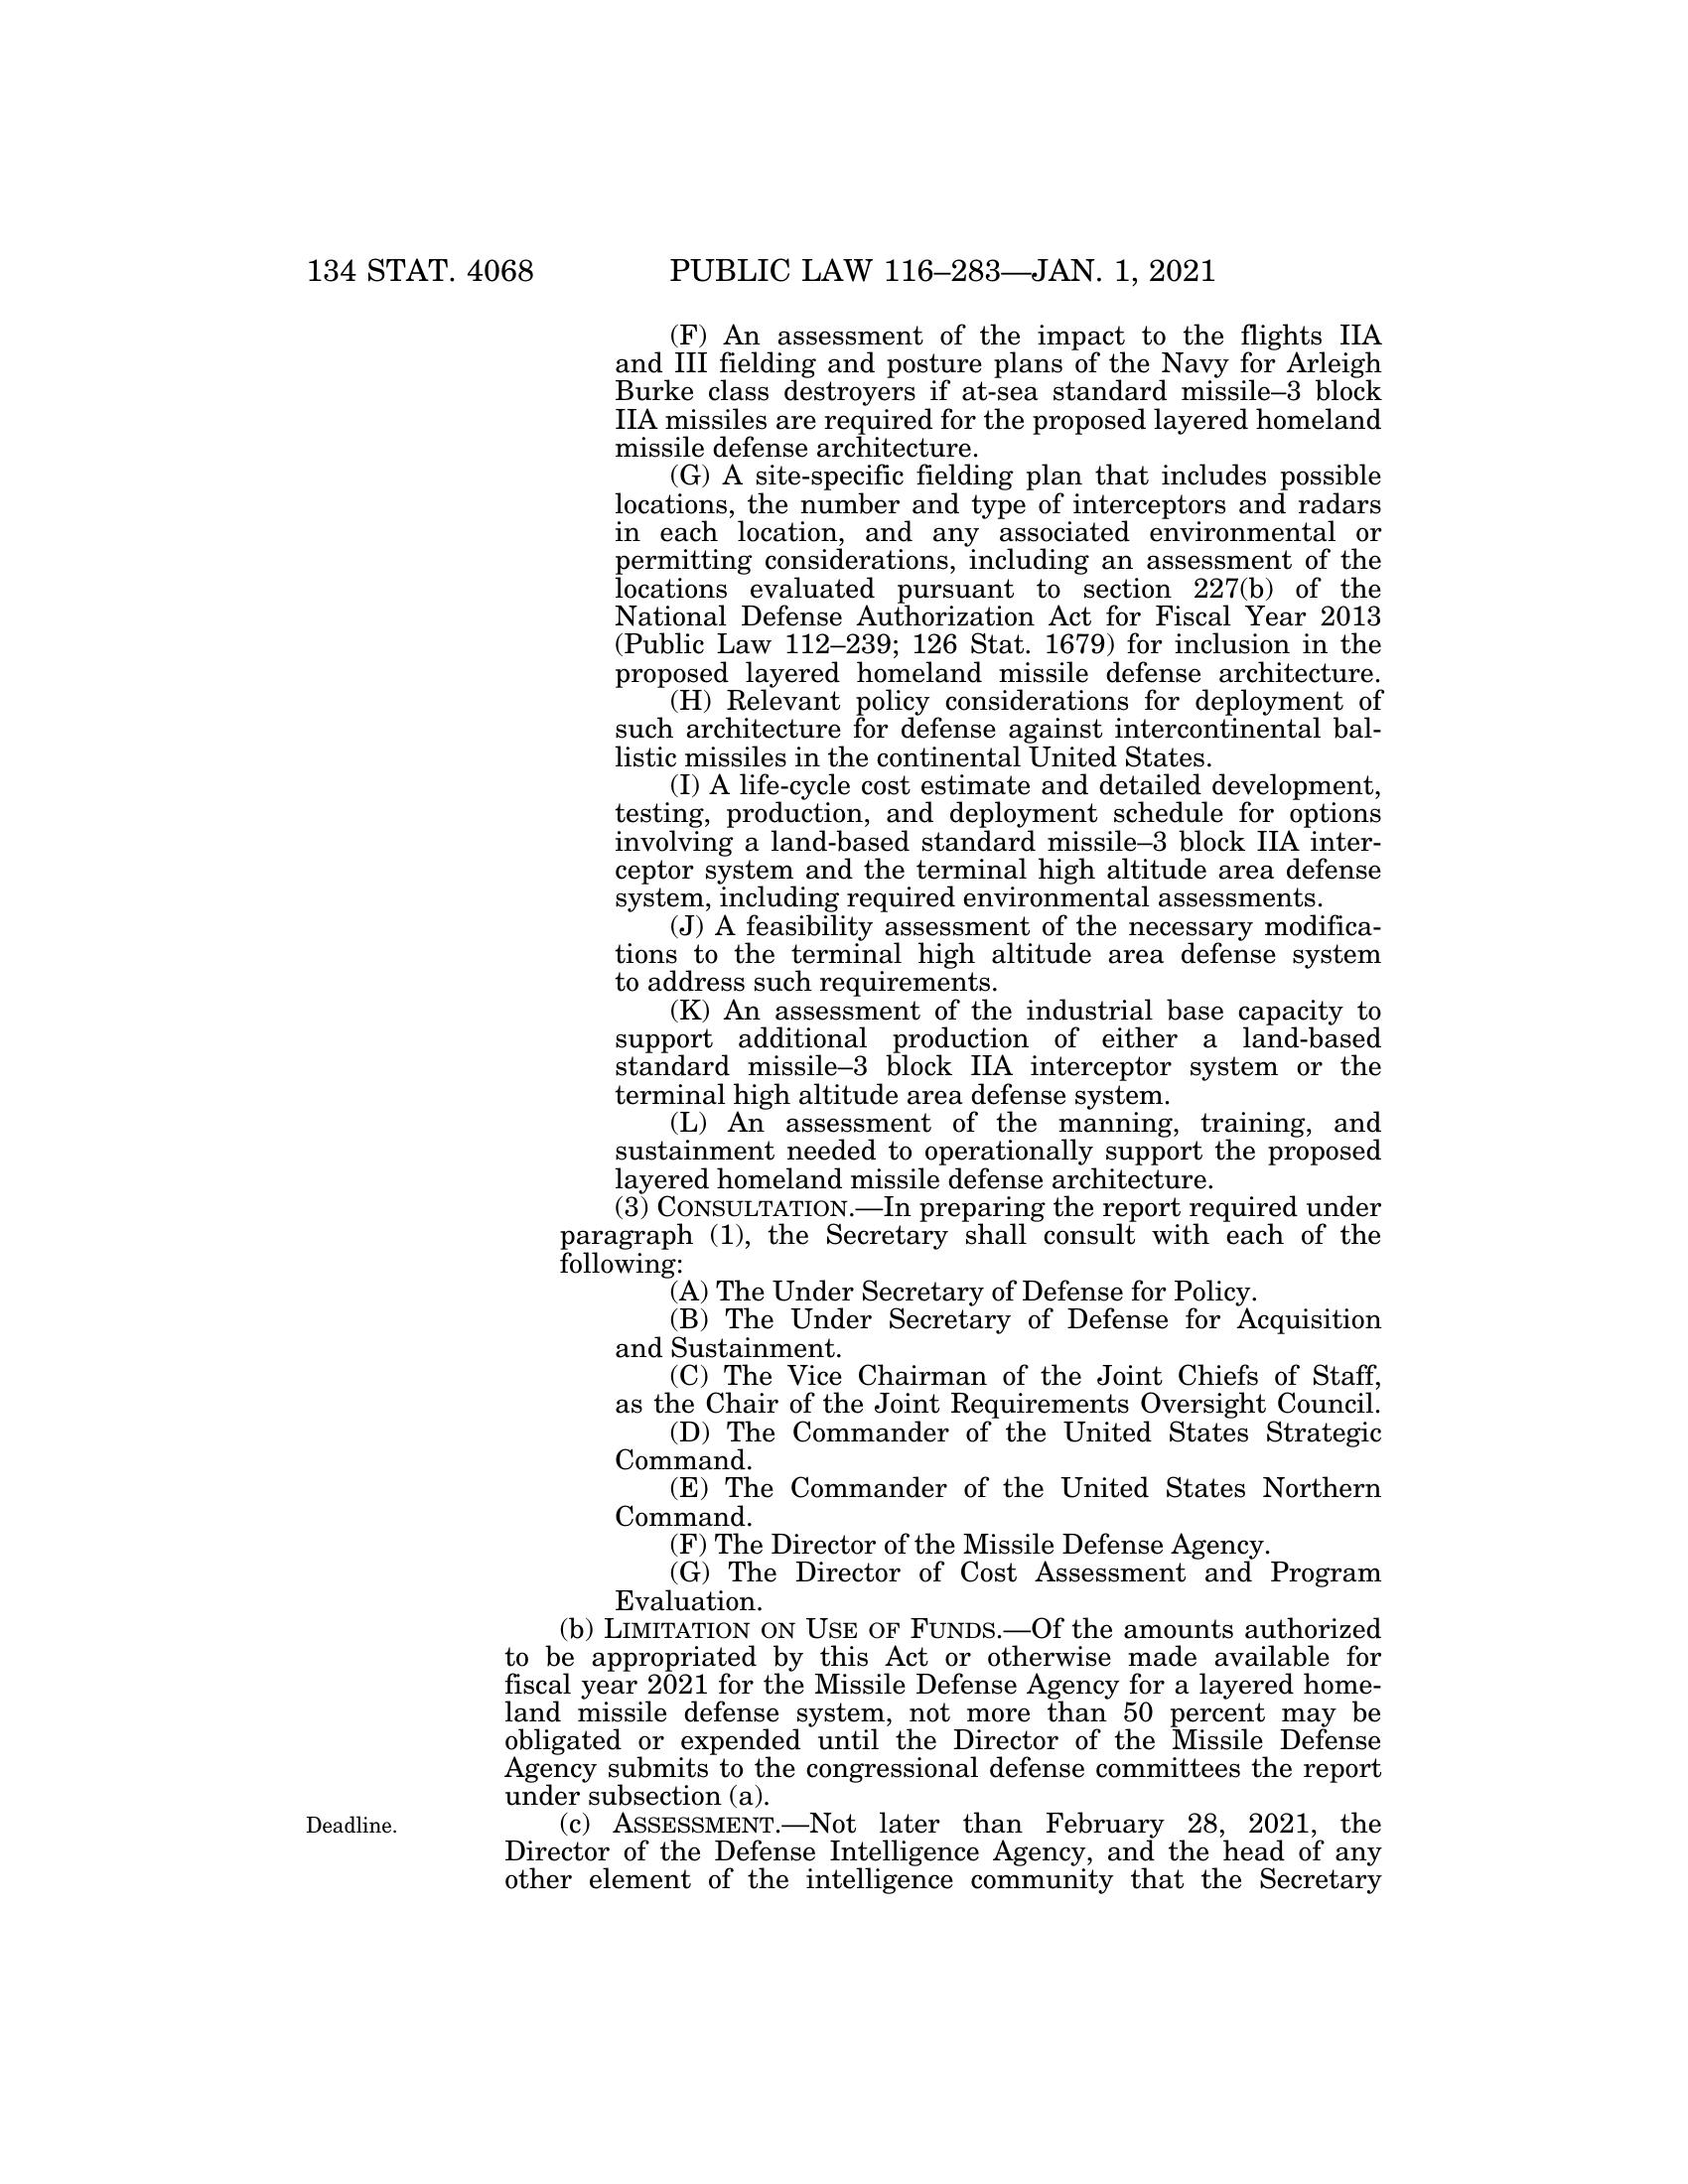 134 STAT. 4068 PUBLIC LAW 116–283—JAN. 1, 2021
(F) An assessment of the impact to the flights IIA
and III fielding and posture plans of the Navy for Arleigh
Burke class destroyers if at-sea standard missile–3 block
IIA missiles are required for the proposed layered homeland
missile defense architecture.
(G) A site-specific fielding plan that includes possible
locations, the number and type of interceptors and radars
in each location, and any associated environmental or
permitting considerations, including an assessment of the
locations evaluated pursuant to section 227(b) of the
National Defense Authorization Act for Fiscal Year 2013
(Public Law 112–239; 126 Stat. 1679) for inclusion in the
proposed layered homeland missile defense architecture.
(H) Relevant policy considerations for deployment of
such architecture for defense against intercontinental bal-
listic missiles in the continental United States.
(I) A life-cycle cost estimate and detailed development,
testing, production, and deployment schedule for options
involving a land-based standard missile–3 block IIA inter-
ceptor system and the terminal high altitude area defense
system, including required environmental assessments.
(J) A feasibility assessment of the necessary modifica-
tions to the terminal high altitude area defense system
to address such requirements.
(K) An assessment of the industrial base capacity to
support additional production of either a land-based
standard missile–3 block IIA interceptor system or the
terminal high altitude area defense system.
(L) An assessment of the manning, training, and
sustainment needed to operationally support the proposed
layered homeland missile defense architecture.
(3) CONSULTATION.—In preparing the report required under
paragraph (1), the Secretary shall consult with each of the
following:
(A) The Under Secretary of Defense for Policy.
(B) The Under Secretary of Defense for Acquisition
and Sustainment.
(C) The Vice Chairman of the Joint Chiefs of Staff,
as the Chair of the Joint Requirements Oversight Council.
(D) The Commander of the United States Strategic
Command.
(E) The Commander of the United States Northern
Command.
(F) The Director of the Missile Defense Agency.
(G) The Director of Cost Assessment and Program
Evaluation.
(b) LIMITATION ON USE OF FUNDS.—Of the amounts authorized
to be appropriated by this Act or otherwise made available for
fiscal year 2021 for the Missile Defense Agency for a layered home-
land missile defense system, not more than 50 percent may be
obligated or expended until the Director of the Missile Defense
Agency submits to the congressional defense committees the report
under subsection (a).
Deadline. (c) ASSESSMENT.—Not later than February 28, 2021, the
Director of the Defense Intelligence Agency, and the head of any
other element of the intelligence community that the Secretary